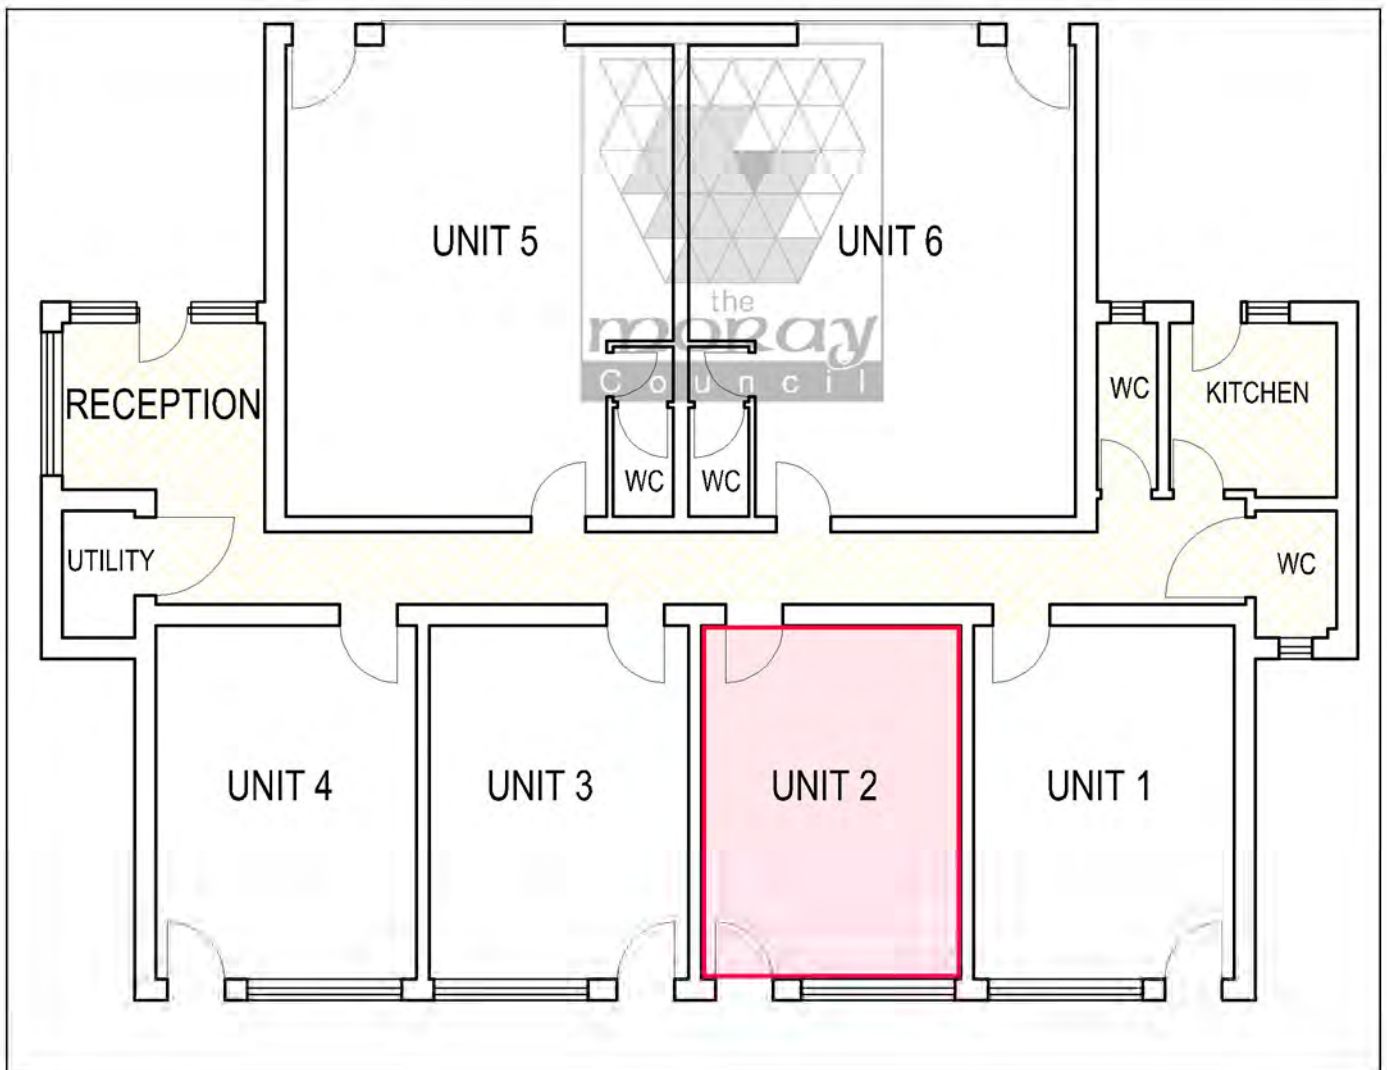 UNIT 5
UNIT 6
the
moray
Council
RECEPTION
WC
KITCHEN
WC
WC
UTILITY
WC
UNIT 4
UNIT 3
UNIT 2
UNIT 1